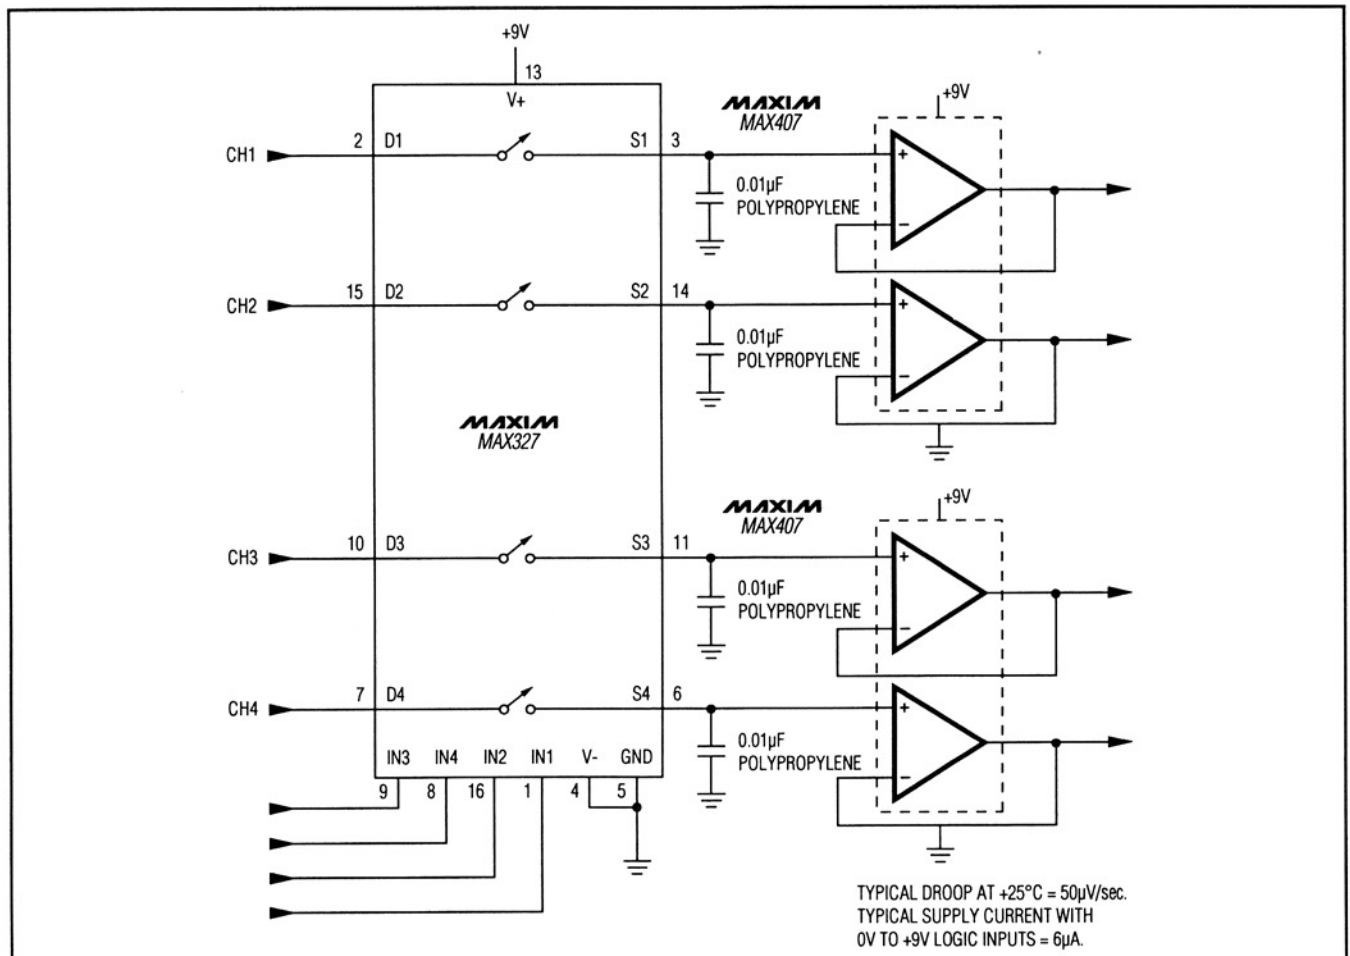 +9V
13
V+
MAXIM
MAX407
+9V
CH1
2
D1
S1
3
+
0.01µF
POLYPROPYLENE
−
CH2
15
D2
S2
14
+
0.01µF
POLYPROPYLENE
−
MAXIM
MAX327
MAXIM
MAX407
+9V
CH3
10
D3
S3
11
+
0.01µF
POLYPROPYLENE
−
CH4
7
D4
S4
6
+
0.01µF
POLYPROPYLENE
−
IN3 IN4 IN2 IN1 V- GND
9 8 16 1 4 5
TYPICAL DROOP AT +25°C = 50µV/sec.
TYPICAL SUPPLY CURRENT WITH
0V TO +9V LOGIC INPUTS = 6µA.